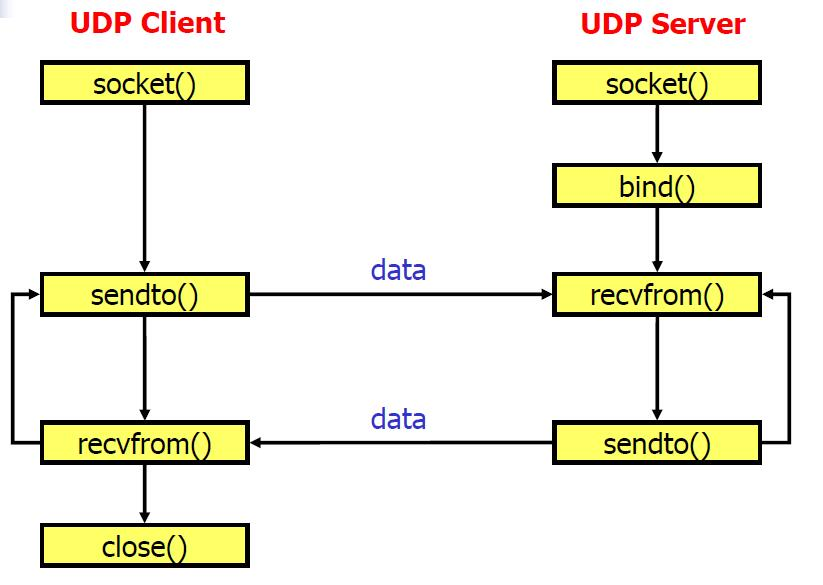 UDP Client
UDP Server
socket()
socket()
bind()
data
sendto()
recvfrom()
data
recvfrom()
sendto()
close()